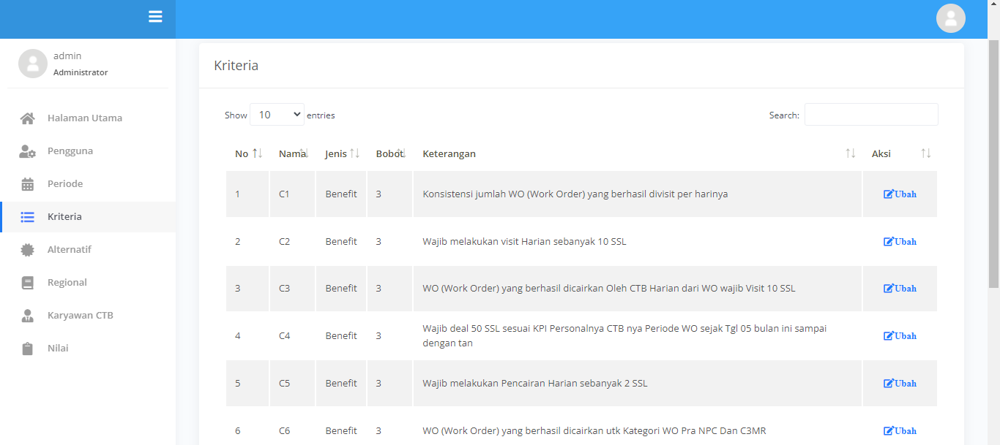 admin
Administrator
Halaman Utama
Pengguna
Periode
Kriteria
Alternatif
Regional
Karyawan CTB
Nilai
Kriteria
Show 10 entries Search:
No Nama Jenis Bobot Keterangan Aksi
1 C1 Benefit 3 Konsistensi jumlah WO (Work Order) yang berhasil divisit per harinya Ubah
2 C2 Benefit 3 Wajib melakukan visit Harian sebanyak 10 SSL Ubah
3 C3 Benefit 3 WO (Work Order) yang berhasil dicairkan Oleh CTB Harian dari WO wajib Visit 10 SSL Ubah
4 C4 Benefit 3 Wajib deal 50 SSL sesuai KPI Personalnya CTB nya Periode WO sejak Tgl 05 bulan ini sampai
dengan tan Ubah
5 C5 Benefit 3 Wajib melakukan Pencairan Harian sebanyak 2 SSL Ubah
6 C6 Benefit 3 WO (Work Order) yang berhasil dicairkan utk Kategori WO Pra NPC Dan C3MR Ubah